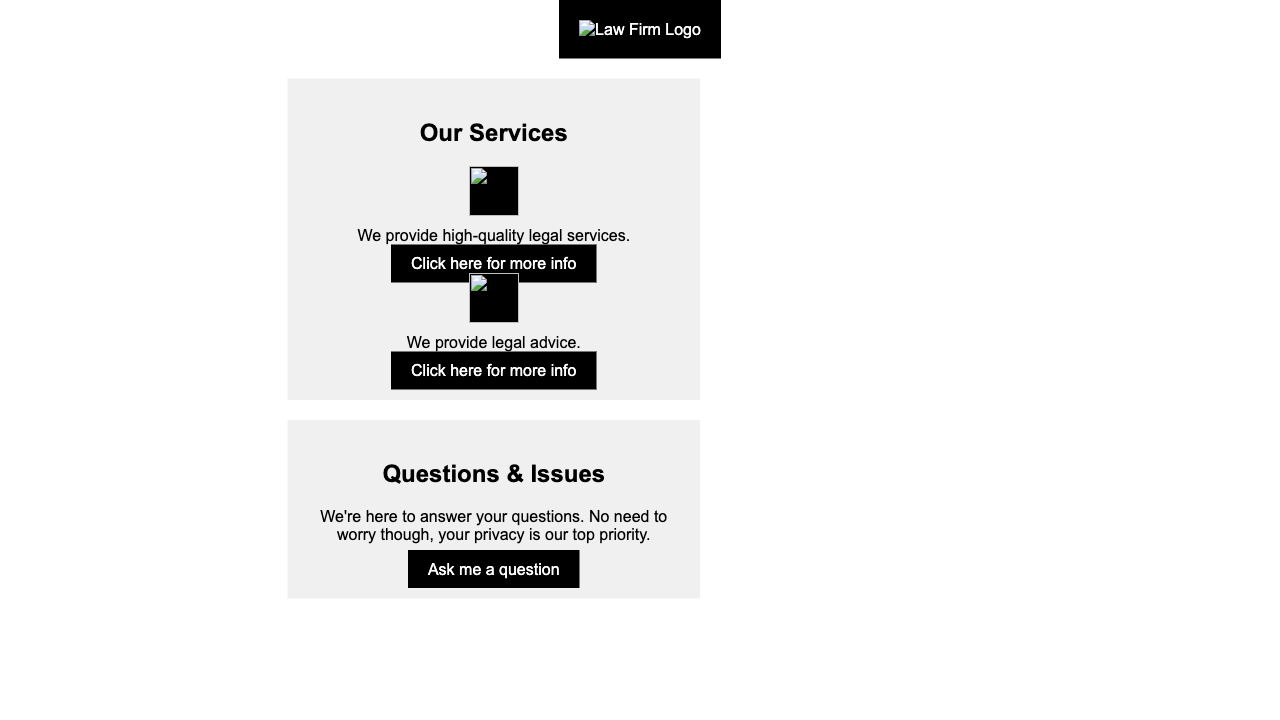 Law Firm Logo
Our Services
We provide high-quality legal services.
Click here for more info
We provide legal advice.
Click here for more info
Questions & Issues
We're here to answer your questions. No need to
worry though, your privacy is our top priority.
Ask me a question